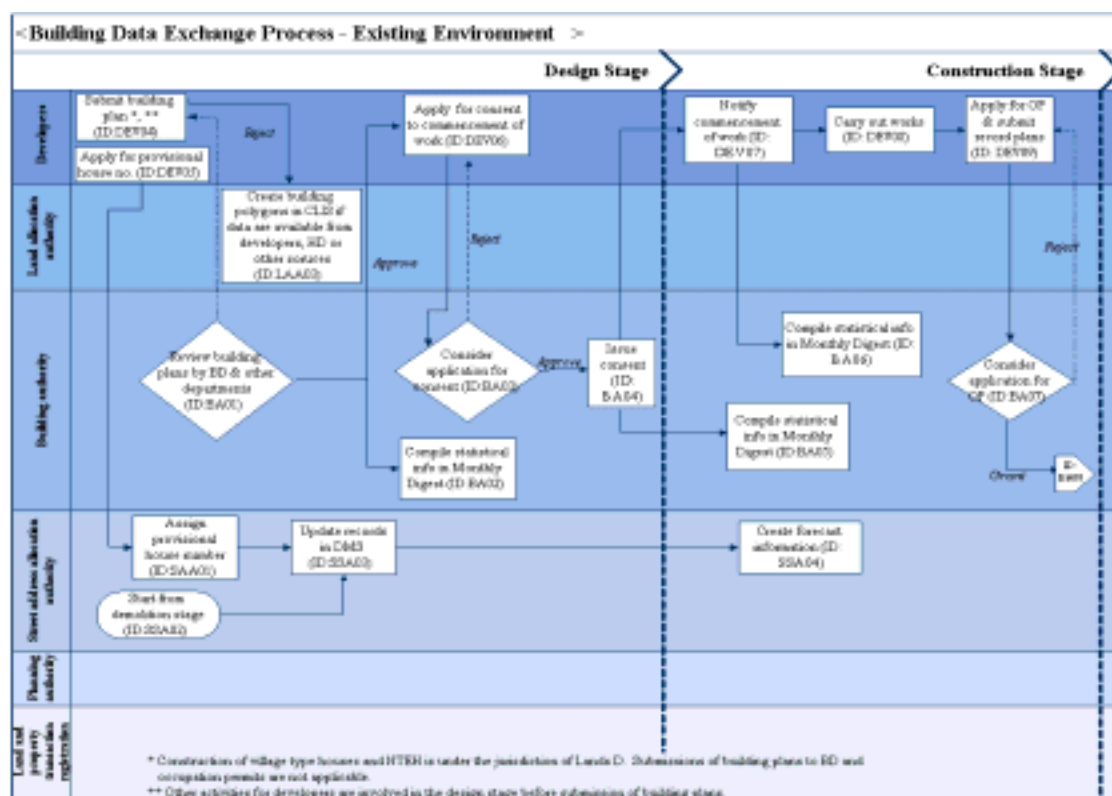 <Building Data Exchange Process - Existing Environment >
Design Stage
Construction Stage
Developers
Submit building
plan *, **
(ID:DEV04)
Reject
Apply for provisional
house no. (ID:DEV05)
Apply for consent
to commencement of
work (ID:DEV06)
Notify
commencement
of work (ID:
DEV07)
Carry out works
(ID: DEV08)
Apply for OP
& submit
record plans
(ID: DEV09)
Land allocation
authority
Create building
polygons in CLIS if
data are available from
developers, HD or
other sources
(ID:LAA03)
Approve
Reject
Reject
Building authority
Review building
plans by BD & other
departments
(ID:BA01)
Consider
application for
consent (ID:BA03)
Approve
Issue
consent
(ID:
BA04)
Compile statistical info
in Monthly Digest (ID:
BA06)
Consider
application for
OP (ID:BA07)
Compile statistical
info in Monthly
Digest (ID:BA02)
Compile statistical
info in Monthly
Digest (ID:BA05)
ID:
Street address allocation
authority
Assign
provisional
house number
(ID:SAA01)
Update records
in DMS
(ID:SSA03)
Create forecast
information (ID:
SSA04)
Start from
demolition stage
(ID:SSA02)
Planning
authority
Land and
property
transaction
registration
* Construction of village type houses and NTEH is under the jurisdiction of Lands D. Submissions of building plans to BD and
occupation permits are not applicable.
** Other activities for developers are involved in the design stage before submission of building plans.